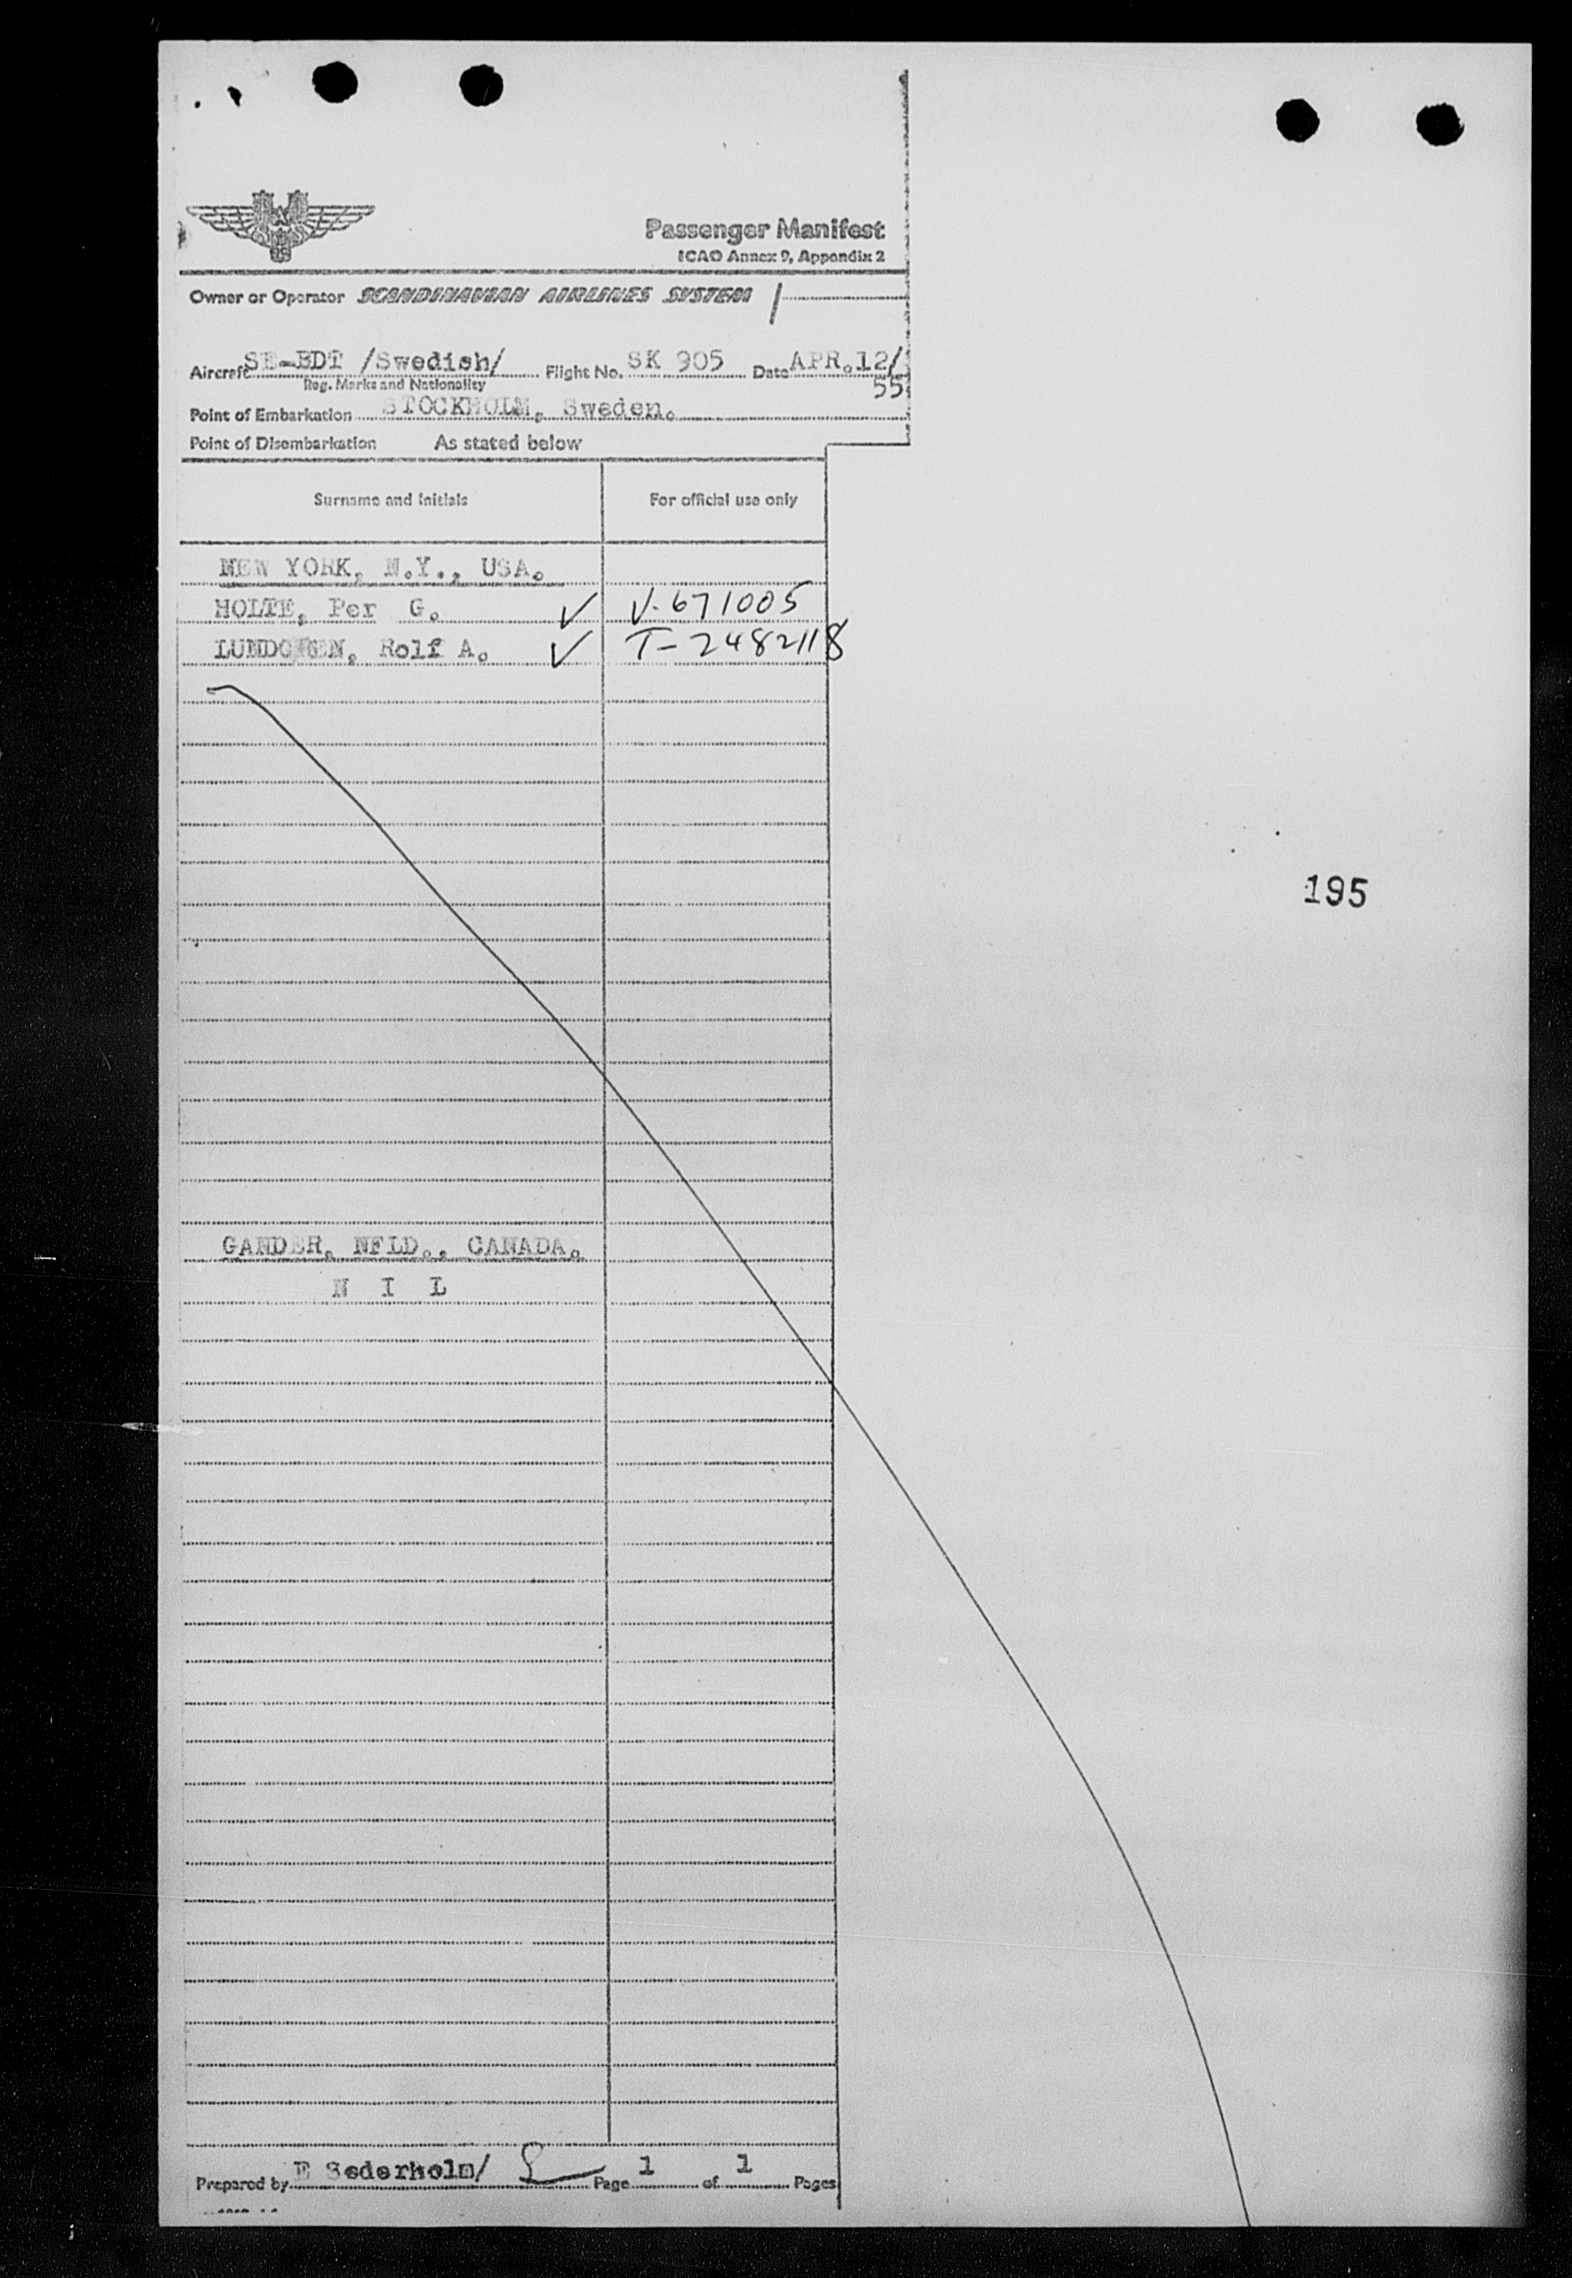 Passenger Manifest
ICAO Annex 9, Appendix 2
Owner or Operator SCANDINAVIAN AIRLINES SYSTEM
Aircraft SE-BDT /Swedish/ Flight No. SK 905 Date APR.12/
Reg. Marks and Nationality 55
Point of Embarkation STOCKHOLM, Sweden.
Point of Disembarkation As stated below
Surname and initials For official use only
NEW YORK, N.Y., USA.
HOLTE, Per G. ✓ V-671005
Rolf A. ✓ T-2482118
195
GANDER, NFLD., CANADA.
N I L
Prepared by E Sederholm/ Page 1 of 1 Pages